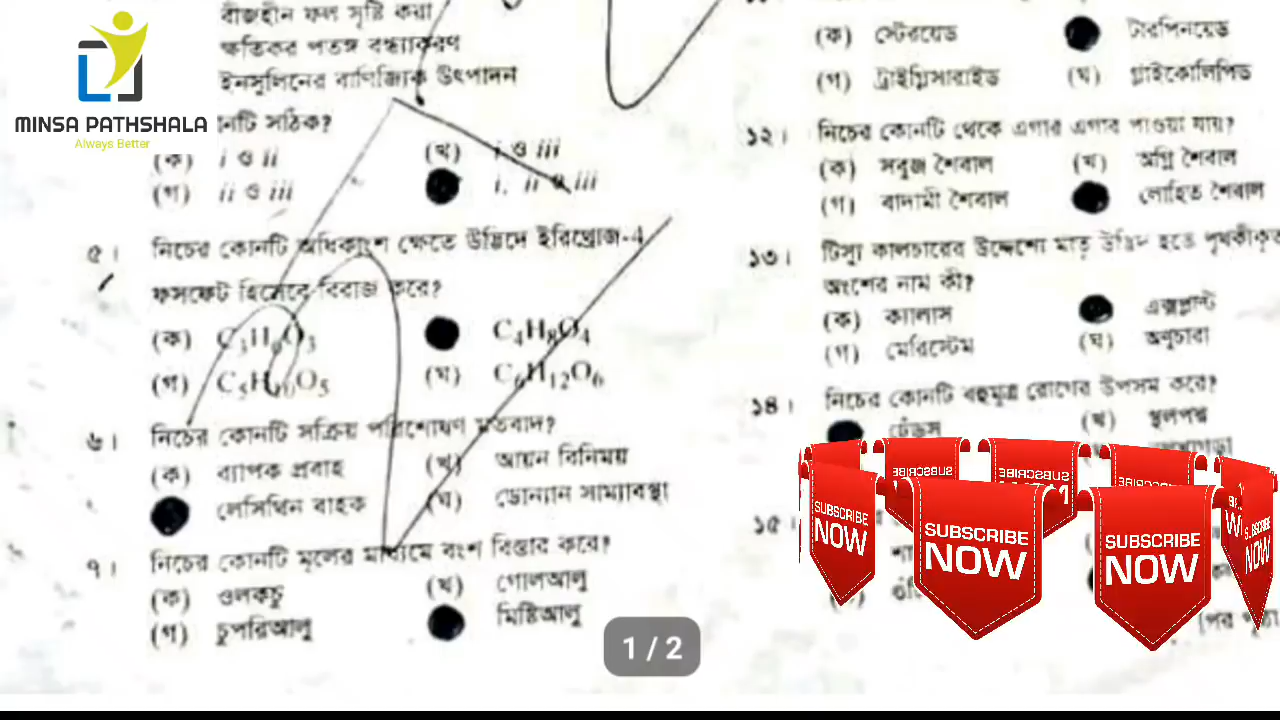 MINSA PATHSHALA
Always Better
বীজহীন ফল সৃষ্টি করা
ক্ষতিকর পতঙ্গ বন্ধ্যাকরণ
ইনসুলিনের বাণিজ্যিক উৎপাদন
নটি সঠিক?
(ক) i ও ii (খ) i ও iii
(গ) ii ও iii i, ii ও iii
৫। নিচের কোনটি অধিকাংশ ক্ষেতে উদ্ভিদে ইরিথ্রোজ-4
ফসফেট হিসেবে বিরাজ করে?
(ক) C₃H₆O₃ C₄H₈O₄
(গ) C₅H₁₀O₅ (ঘ) C₆H₁₂O₆
৬। নিচের কোনটি সক্রিয় পরিশোষণ মতবাদ?
(ক) ব্যাপক প্রবাহ (খ) আয়ন বিনিময়
লেসিথিন বাহক (ঘ) ডোন্যান সাম্যাবস্থা
৭। নিচের কোনটি মূলের মাধ্যমে বংশ বিস্তার করে?
(ক) ওলকচু (খ) গোলআলু
(গ) চুপরিআলু মিষ্টিআলু
(ক) স্টেরয়েড টারপিনয়েড
(গ) ট্রাইগ্লিসারাইড (ঘ) গ্লাইকোলিপিড
১২। নিচের কোনটি থেকে এগার এগার পাওয়া যায়?
(ক) সবুজ শৈবাল (খ) অগ্নি শৈবাল
(গ) বাদামী শৈবাল লোহিত শৈবাল
১৩। টিস্যু কালচারের উদ্দেশ্যে মাতৃ উদ্ভিদ হতে পৃথকীকৃত
অংশের নাম কী?
(ক) ক্যালাস এক্সপ্লান্ট
(গ) মেরিস্টেম (ঘ) অনুচারা
১৪। নিচের কোনটি বহুমূত্র রোগের উপসম করে?
ঢেঁড়স (খ) স্থলপদ্ম
১৫।
SUBSCRIBE NOW
SUBSCRIBE NOW
SUBSCRIBE NOW
1 / 2